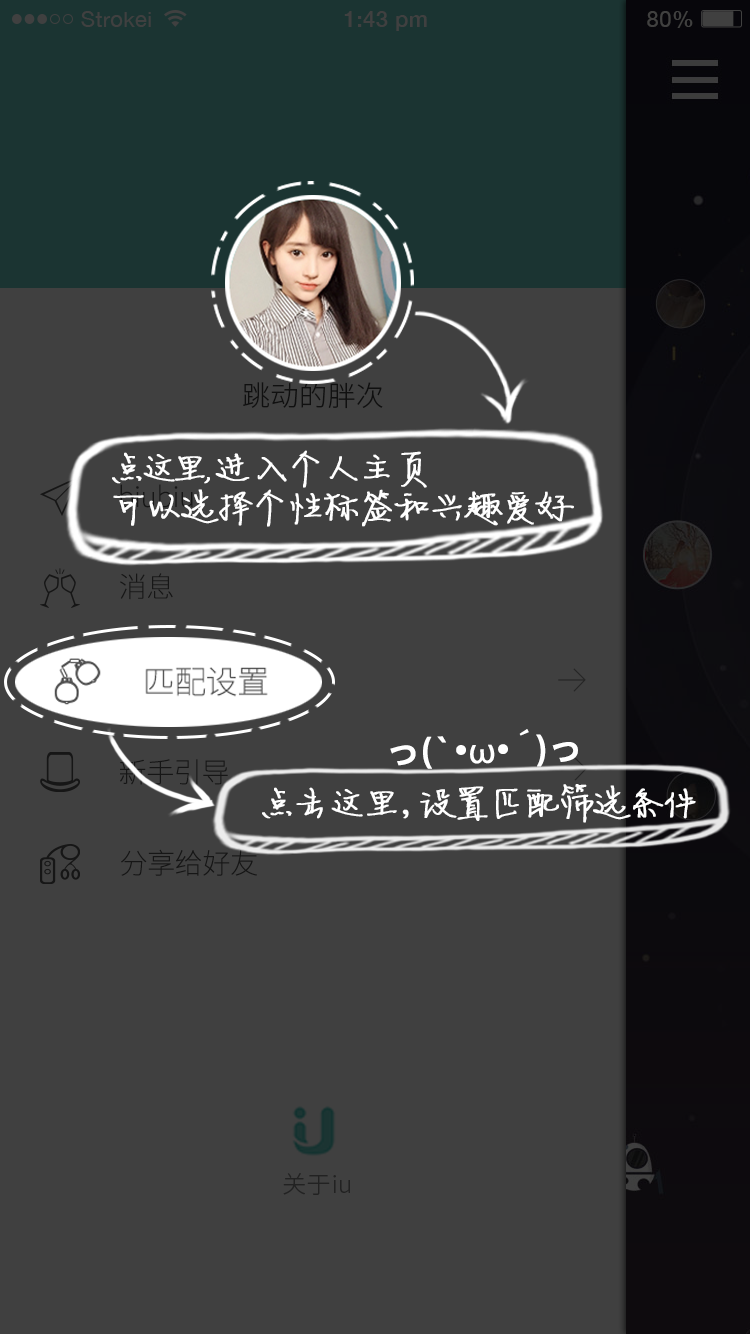 Strokei
1:43 pm
80%
跳动的胖次
点这里,进入个人主页
可以选择个性标签和兴趣爱好
消息
匹配设置
っ(`•ω•´)っ
新手引导
点击这里,设置匹配筛选条件
分享给好友
iU
关于iu